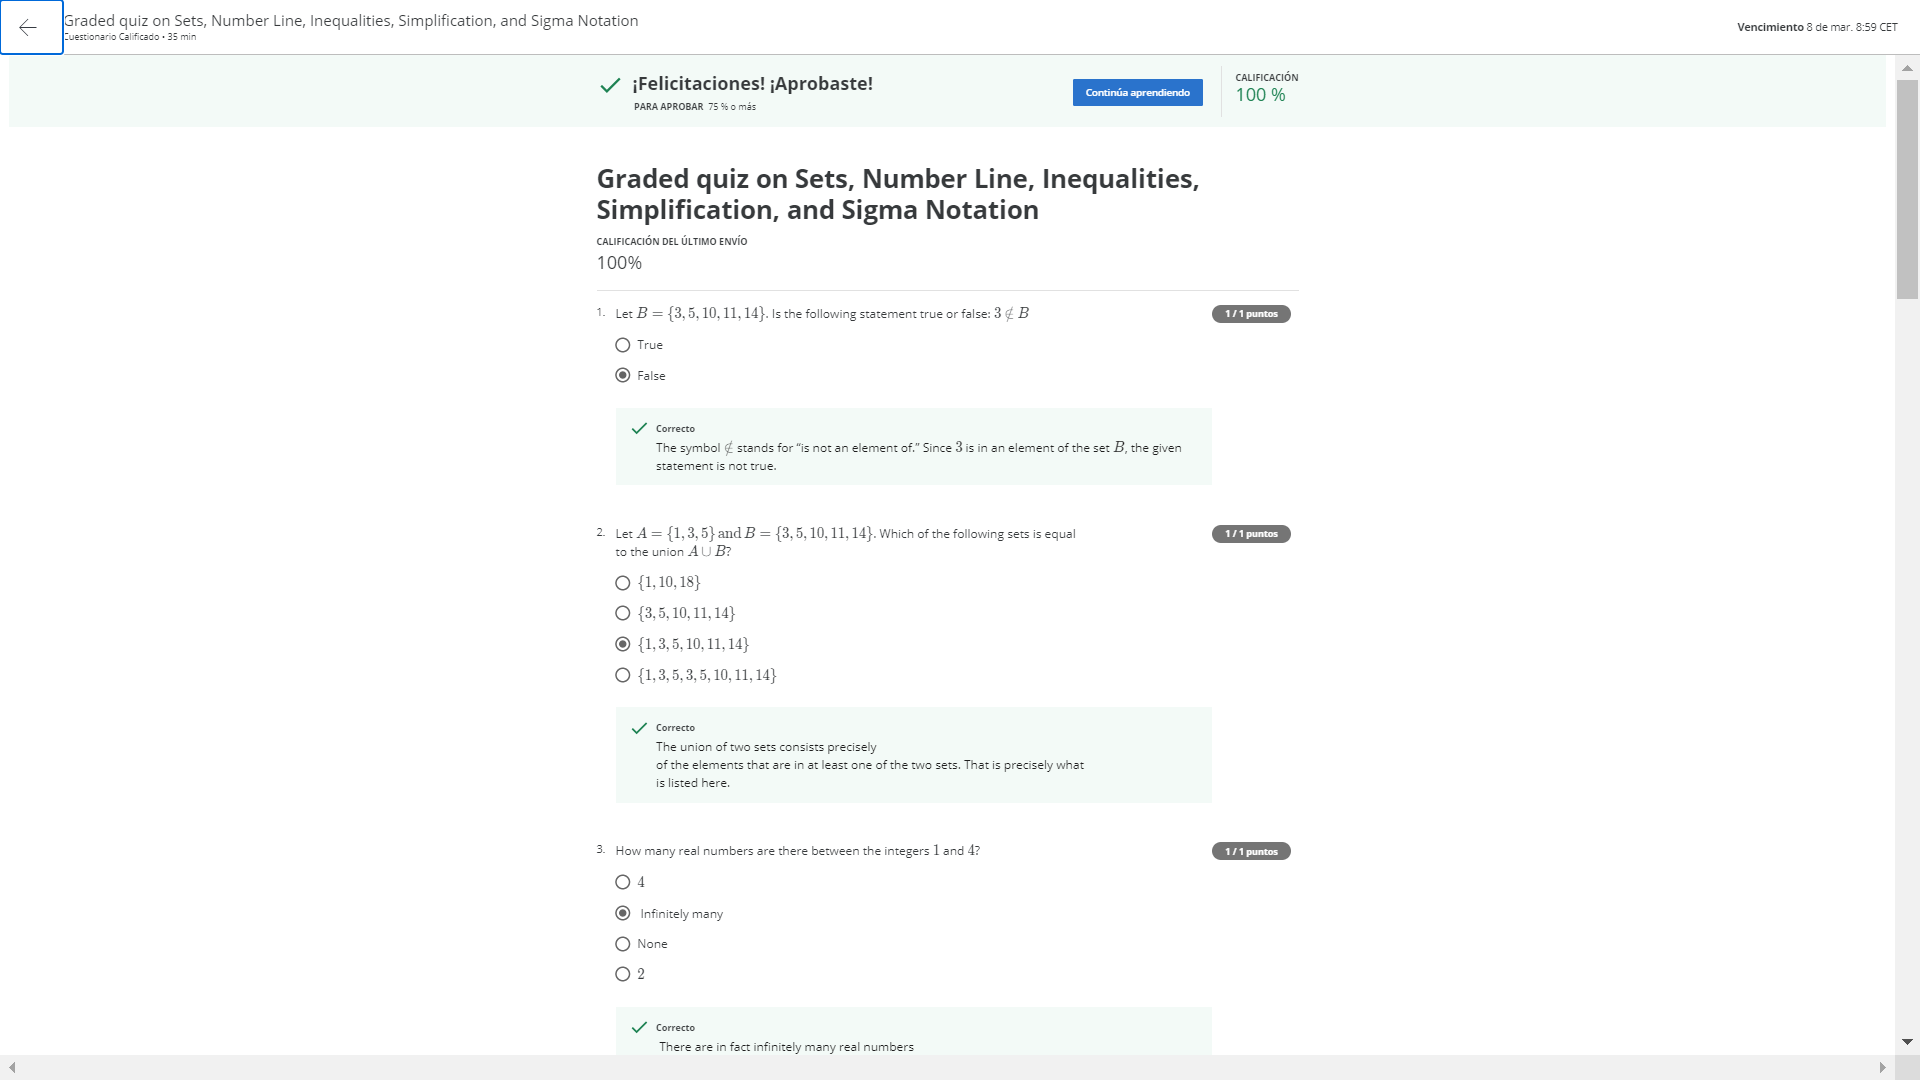 Graded quiz on Sets, Number Line, Inequalities, Simplification, and Sigma Notation
Cuestionario Calificado • 35 min
Vencimiento 8 de mar. 8:59 CET
¡Felicitaciones! ¡Aprobaste!
PARA APROBAR 75 % o más
Continúa aprendiendo
CALIFICACIÓN
100 %
Graded quiz on Sets, Number Line, Inequalities,
Simplification, and Sigma Notation
CALIFICACIÓN DEL ÚLTIMO ENVÍO
100%
1. Let B = {3, 5, 10, 11, 14}. Is the following statement true or false: 3 ∉ B
1 / 1 puntos
True
False
Correcto
The symbol ∉ stands for “is not an element of.” Since 3 is in an element of the set B, the given
statement is not true.
2. Let A = {1, 3, 5} and B = {3, 5, 10, 11, 14}. Which of the following sets is equal
to the union A ∪ B?
1 / 1 puntos
{1, 10, 18}
{3, 5, 10, 11, 14}
{1, 3, 5, 10, 11, 14}
{1, 3, 5, 3, 5, 10, 11, 14}
Correcto
The union of two sets consists precisely
of the elements that are in at least one of the two sets. That is precisely what
is listed here.
3. How many real numbers are there between the integers 1 and 4?
1 / 1 puntos
4
Infinitely many
None
2
Correcto
There are in fact infinitely many real numbers